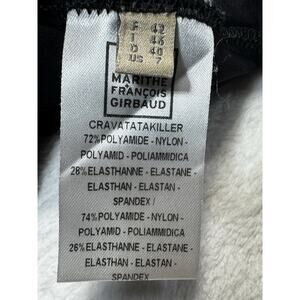 F 42
I 46
D 40
US 7
MARITHE
FRANÇOIS
GIRBAUD
CRAVATATAKILLER
72%POLYAMIDE - NYLON -
POLYAMID - POLIAMMIDICA
28%ELASTHANNE - ELASTANE -
ELASTHAN - ELASTAN -
SPANDEX /
74%POLYAMIDE - NYLON -
POLYAMID - POLIAMMIDICA
26%ELASTHANNE - ELASTANE -
ELASTHAN - ELASTAN -
SPANDEX